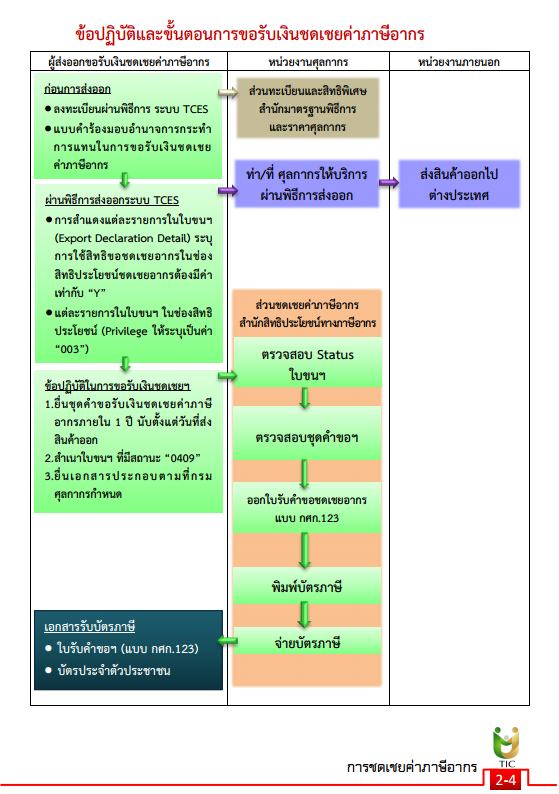 ข้อปฏิบัติและขั้นตอนการขอรับเงินชดเชยค่าภาษีอากร
ผู้ส่งออกขอรับเงินชดเชยค่าภาษีอากร
หน่วยงานศุลกากร
หน่วยงานภายนอก
ก่อนการส่งออก
● ลงทะเบียนผ่านพิธีการ ระบบ TCES
● แบบคำร้องมอบอำนาจการกระทำ
การแทนในการขอรับเงินชดเชย
ค่าภาษีอากร
ส่วนทะเบียนและสิทธิพิเศษ
สำนักมาตรฐานพิธีการ
และราคาศุลกากร
ผ่านพิธีการส่งออกระบบ TCES
● การสำแดงแต่ละรายการในใบขนฯ
(Export Declaration Detail) ระบุ
การใช้สิทธิขอชดเชยอากรในช่อง
สิทธิประโยชน์ชดเชยอากรต้องมีค่า
เท่ากับ “Y”
● แต่ละรายการในใบขนฯ ในช่องสิทธิ
ประโยชน์ (Privilege ให้ระบุเป็นค่า
“003”)
ท่า/ที่ ศุลกากรให้บริการ
ผ่านพิธีการส่งออก
ส่งสินค้าออกไป
ต่างประเทศ
ข้อปฏิบัติในการขอรับเงินชดเชยฯ
1.ยื่นชุดคำขอรับเงินชดเชยค่าภาษี
อากรภายใน 1 ปี นับตั้งแต่วันที่ส่ง
สินค้าออก
2.สำเนาใบขนฯ ที่มีสถานะ “0409”
3.ยื่นเอกสารประกอบตามที่กรม
ศุลกากรกำหนด
ส่วนชดเชยค่าภาษีอากร
สำนักสิทธิประโยชน์ทางภาษีอากร
ตรวจสอบ Status
ใบขนฯ
ตรวจสอบชุดคำขอฯ
ออกใบรับคำขอชดเชยอากร
แบบ กศก.123
พิมพ์บัตรภาษี
จ่ายบัตรภาษี
เอกสารรับบัตรภาษี
● ใบรับคำขอฯ (แบบ กศก.123)
● บัตรประจำตัวประชาชน
TIC
การชดเชยค่าภาษีอากร
2-4